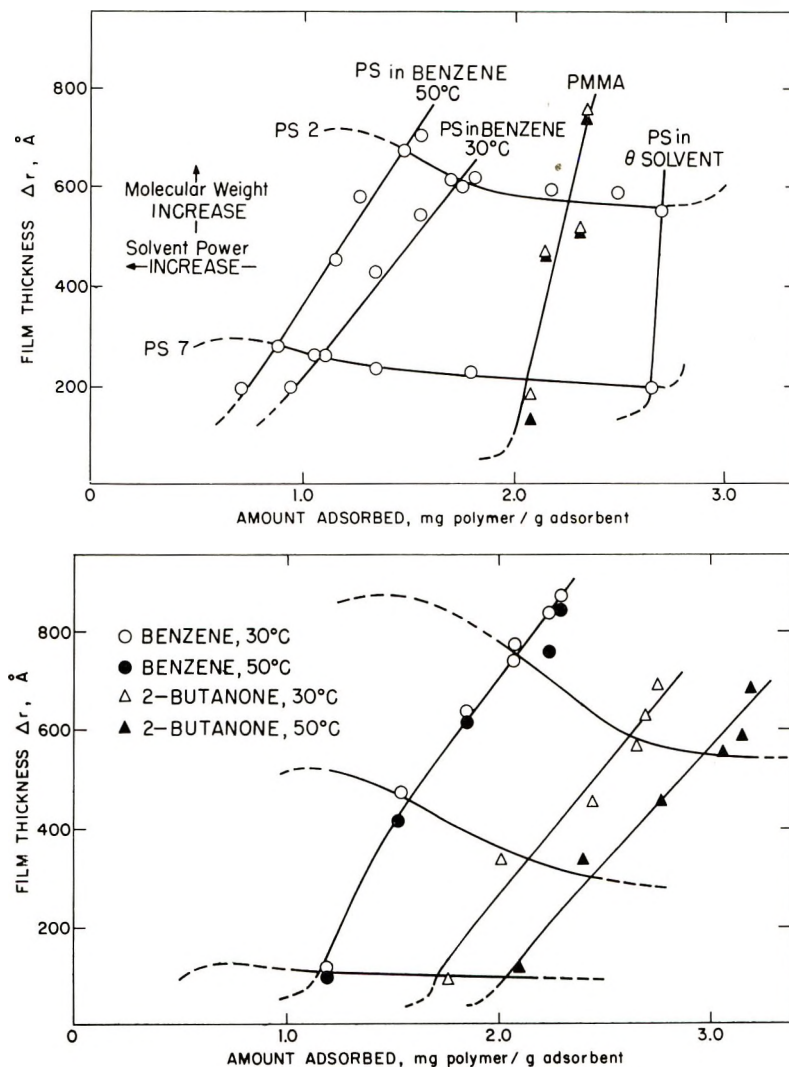 800
600
400
200
0
1.0
2.0
3.0
FILM THICKNESS Δr, Å
AMOUNT ADSORBED, mg polymer / g adsorbent
PS in BENZENE
50°C
PS in BENZENE
30°C
PMMA
PS in
θ SOLVENT
PS 2
Molecular Weight
INCREASE
Solvent Power
INCREASE
PS 7
800
600
400
200
0
1.0
2.0
3.0
FILM THICKNESS Δr, Å
AMOUNT ADSORBED, mg polymer / g adsorbent
BENZENE, 30°C
BENZENE, 50°C
2-BUTANONE, 30°C
2-BUTANONE, 50°C